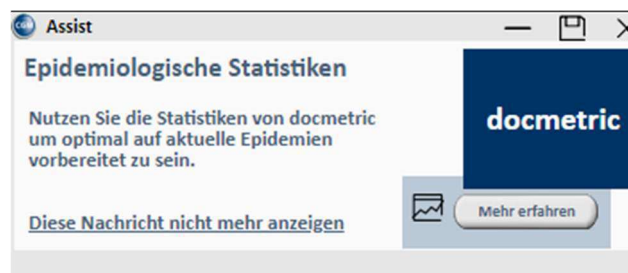 CGM Assist
Epidemiologische Statistiken
Nutzen Sie die Statistiken von docmetric
um optimal auf aktuelle Epidemien
vorbereitet zu sein.
docmetric
Diese Nachricht nicht mehr anzeigen
Mehr erfahren